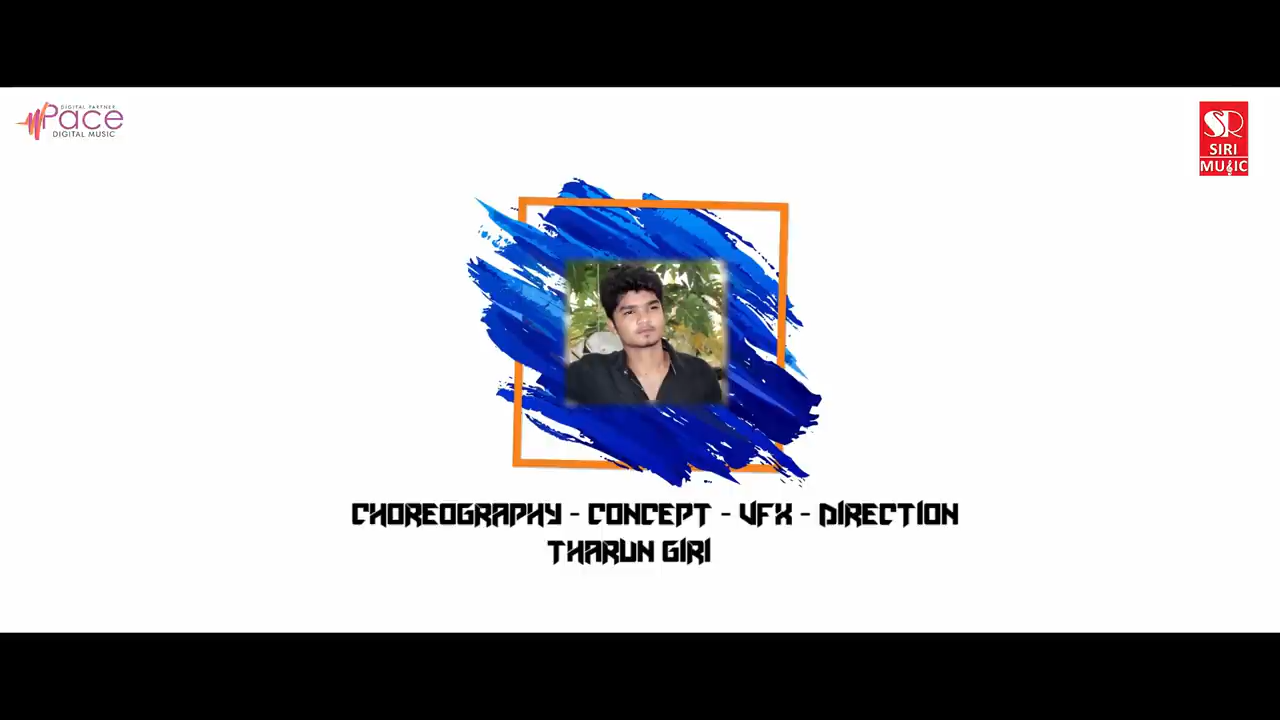 DIGITAL PARTNER
Pace
DIGITAL MUSIC
SR
SIRI
MUSIC
CHOREOGRAPHY - CONCEPT - VFX - DIRECTION
THARUN GIRI